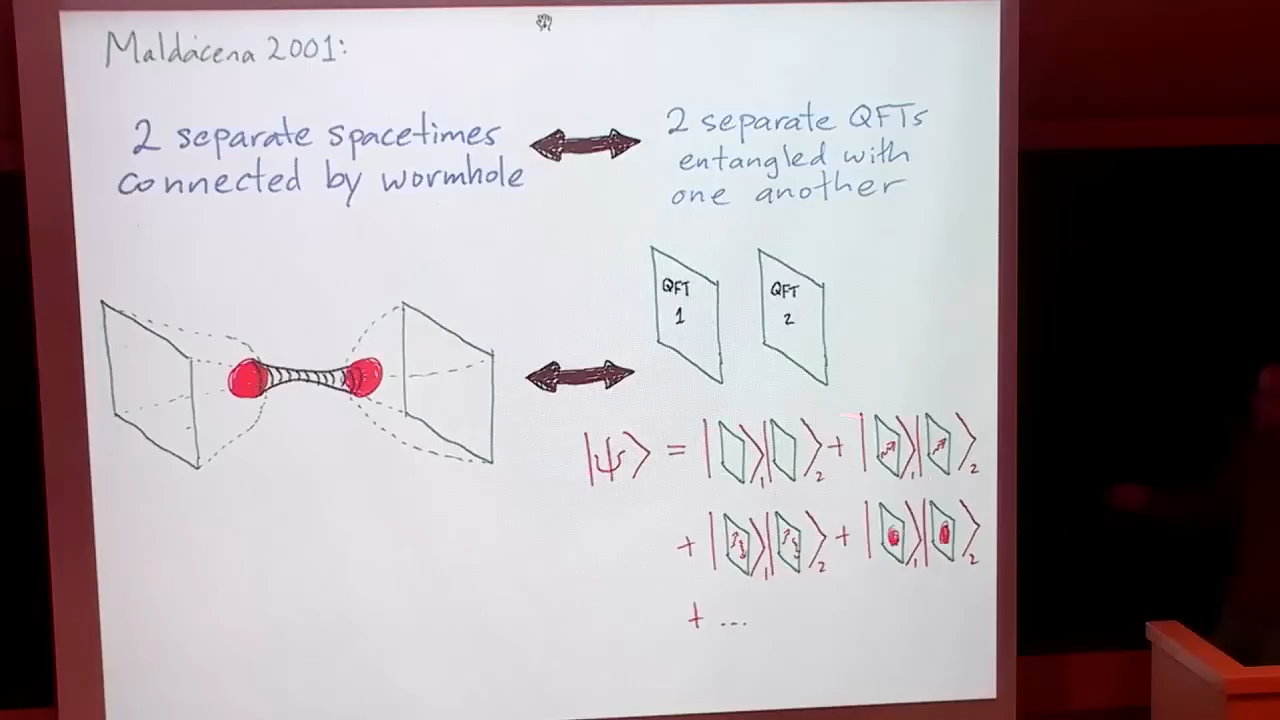 Maldacena 2001:
2 separate spacetimes
connected by wormhole
2 separate QFTs
entangled with
one another
QFT
1
QFT
2
|ψ⟩ = | ⟩₁| ⟩₂ + | ⟩₁| ⟩₂
+ | ⟩₁| ⟩₂ + | ⟩₁| ⟩₂
+ ...